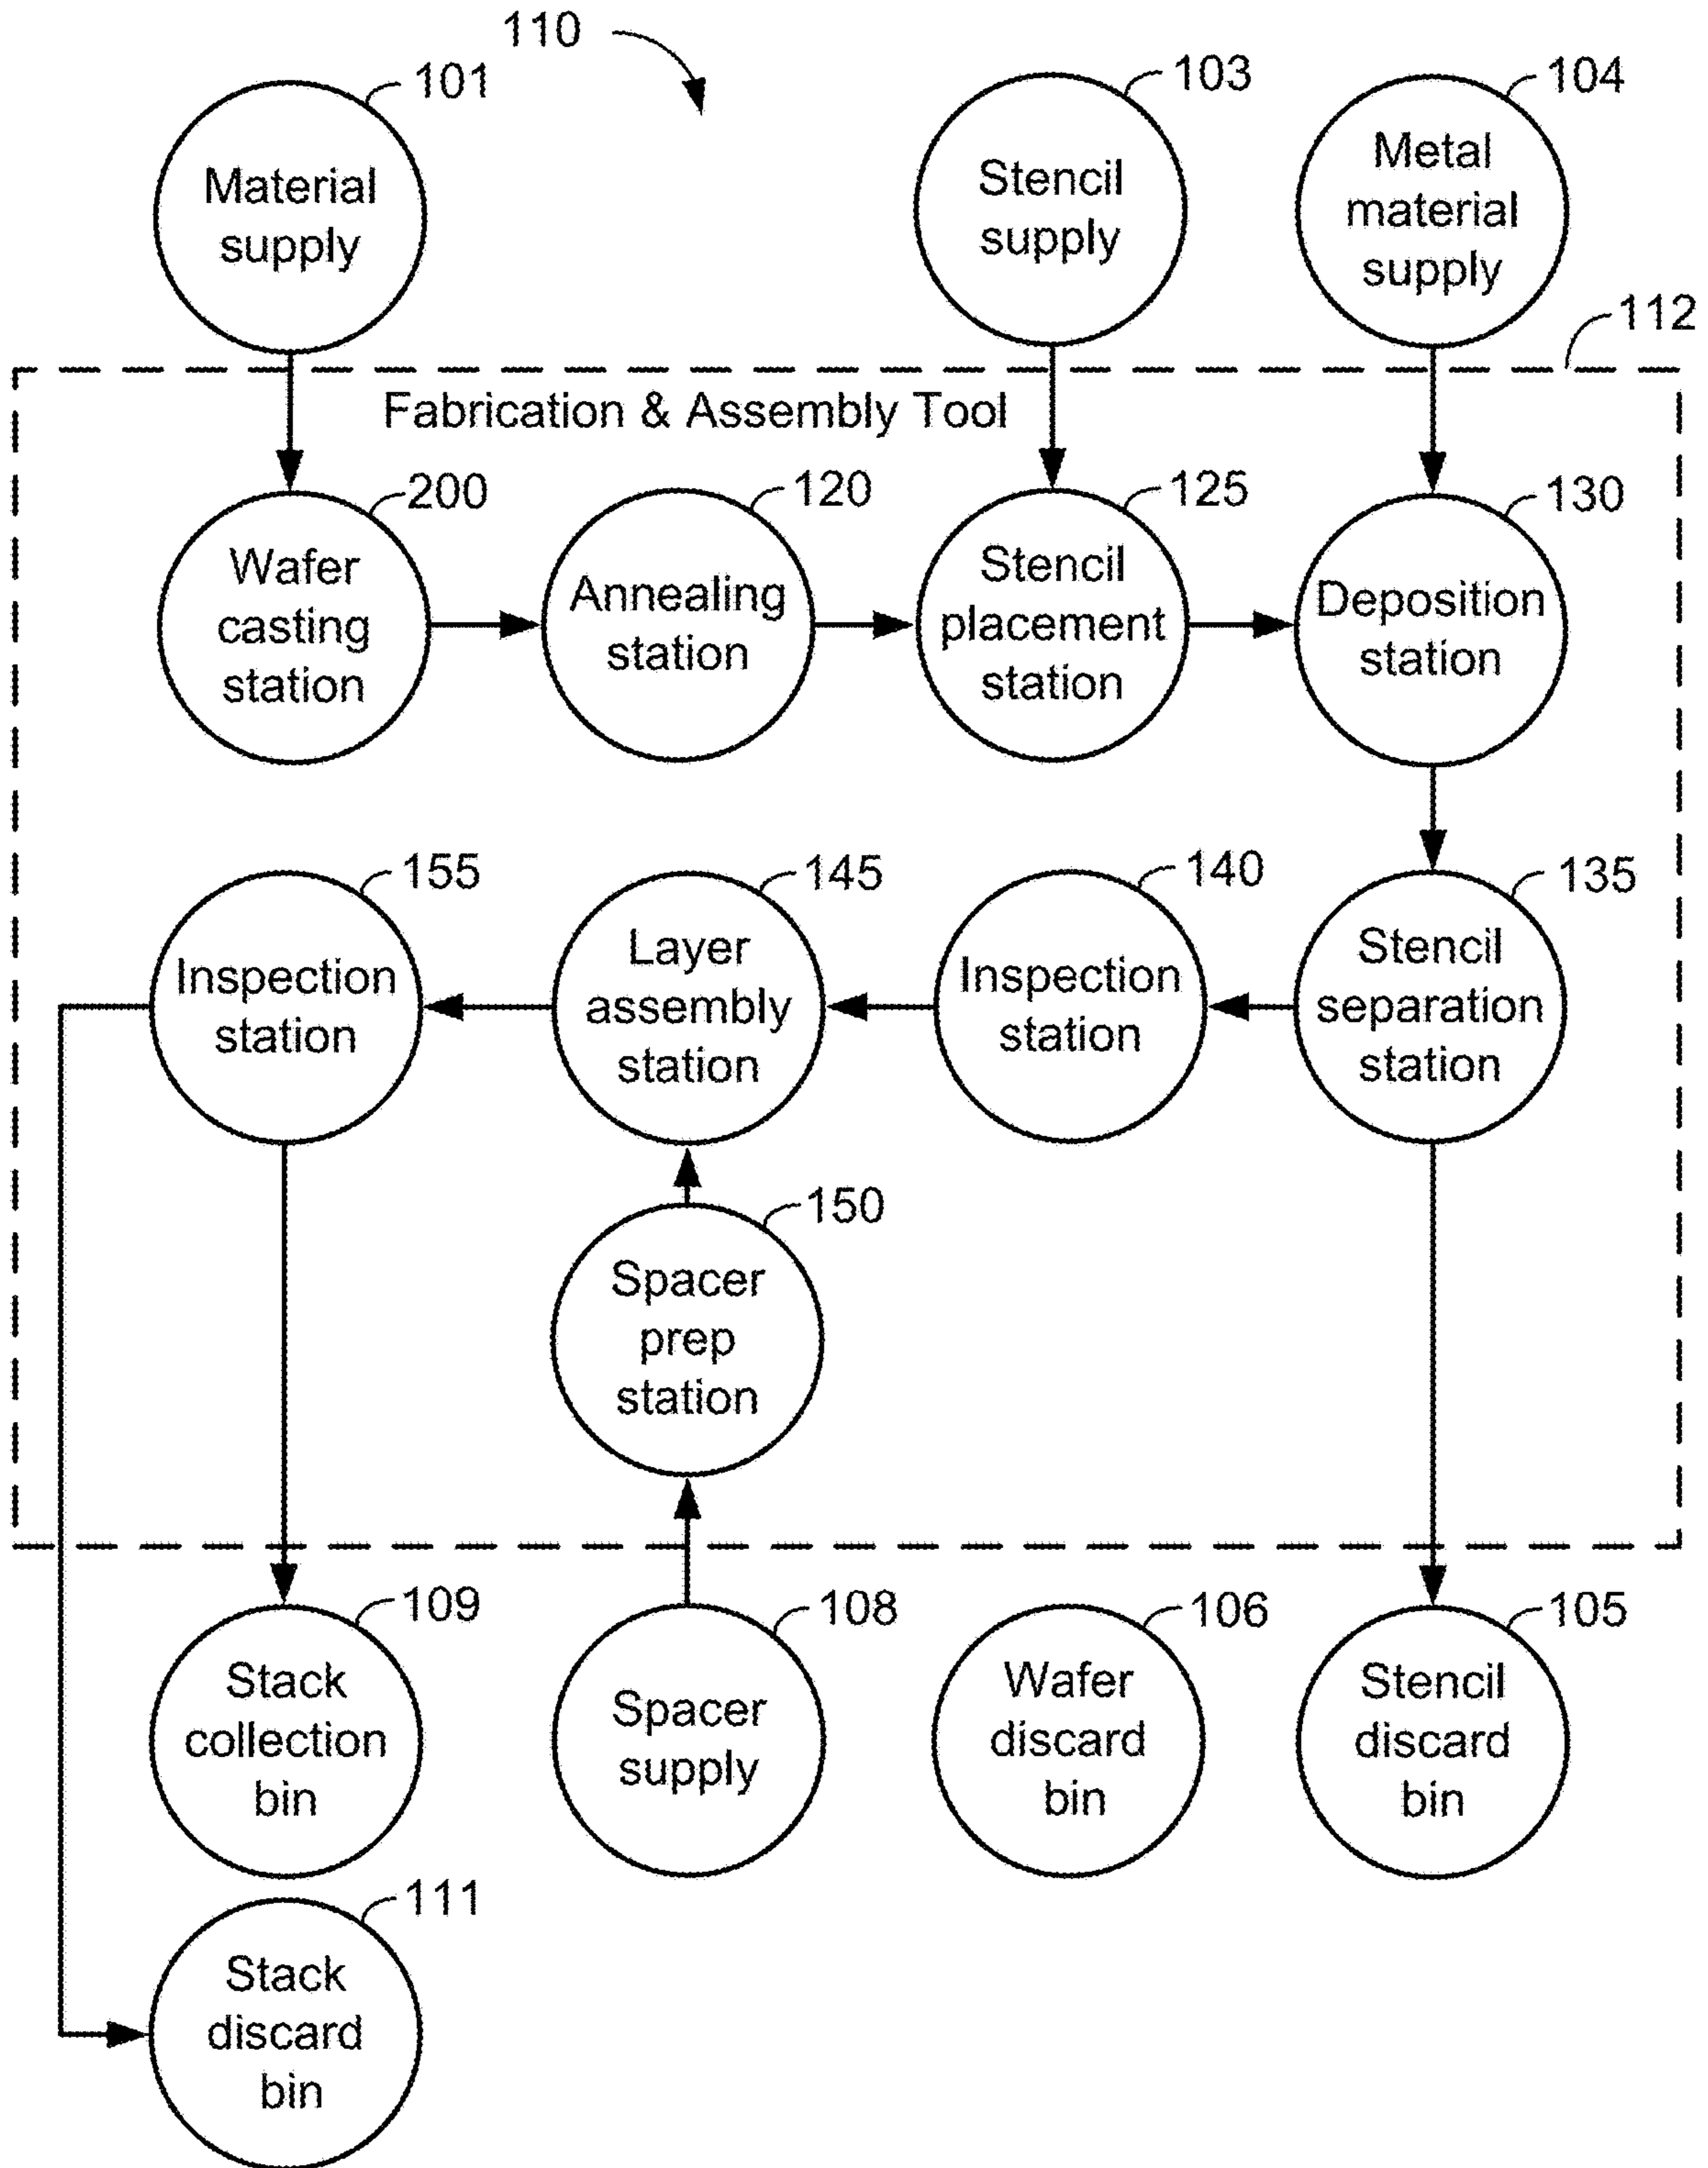 110
101
Material
supply
103
Stencil
supply
104
Metal
material
supply
112
Fabrication & Assembly Tool
200
Wafer
casting
station
120
Annealing
station
125
Stencil
placement
station
130
Deposition
station
155
Inspection
station
145
Layer
assembly
station
140
Inspection
station
135
Stencil
separation
station
150
Spacer
prep
station
109
Stack
collection
bin
108
Spacer
supply
106
Wafer
discard
bin
105
Stencil
discard
bin
111
Stack
discard
bin